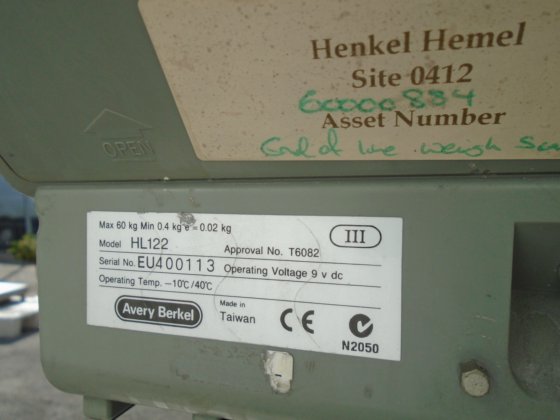 Henkel Hemel
Site 0412
60000884
Asset Number
End of line weigh
OPEN
Max 60 kg Min 0.4 kg e = 0.02 kg
III
Model HL122 Approval No. T6082
Serial No. EU400113 Operating Voltage 9 v dc
Operating Temp. –10℃/40℃
Avery Berkel
Made in
Taiwan
CE
C
N2050